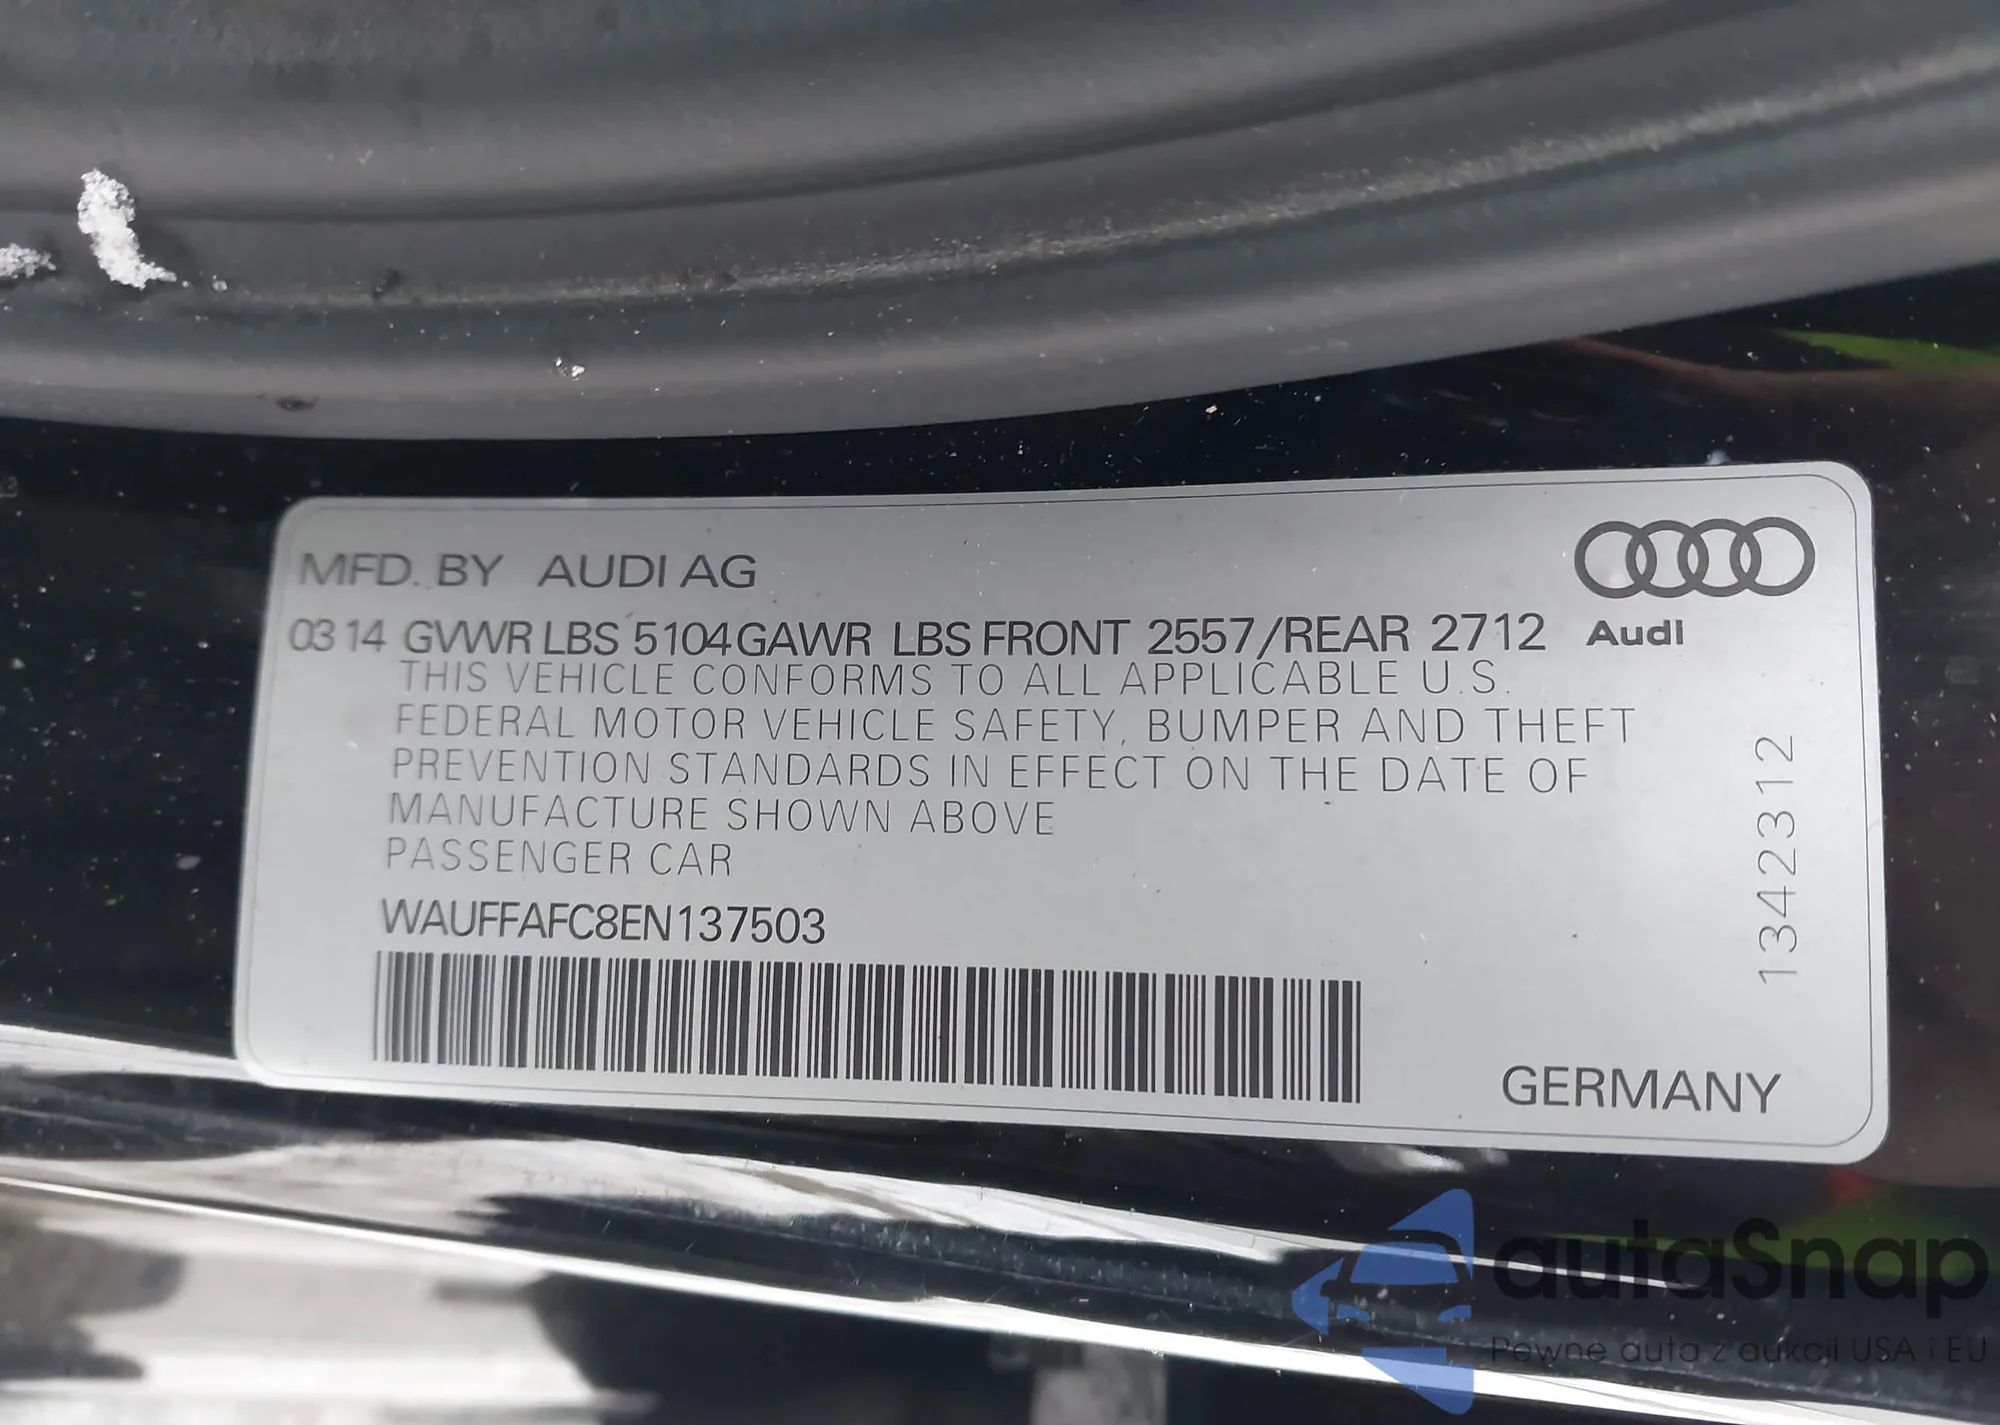 MFD. BY AUDI AG
03 14 GVWR LBS 5104 GAWR LBS FRONT 2557/REAR 2712 Audi
THIS VEHICLE CONFORMS TO ALL APPLICABLE U.S.
FEDERAL MOTOR VEHICLE SAFETY, BUMPER AND THEFT
PREVENTION STANDARDS IN EFFECT ON THE DATE OF
MANUFACTURE SHOWN ABOVE
PASSENGER CAR
WAUFFAFC8EN137503
1342312
GERMANY
autaSnap
Pewne auta z aukcji USA i EU